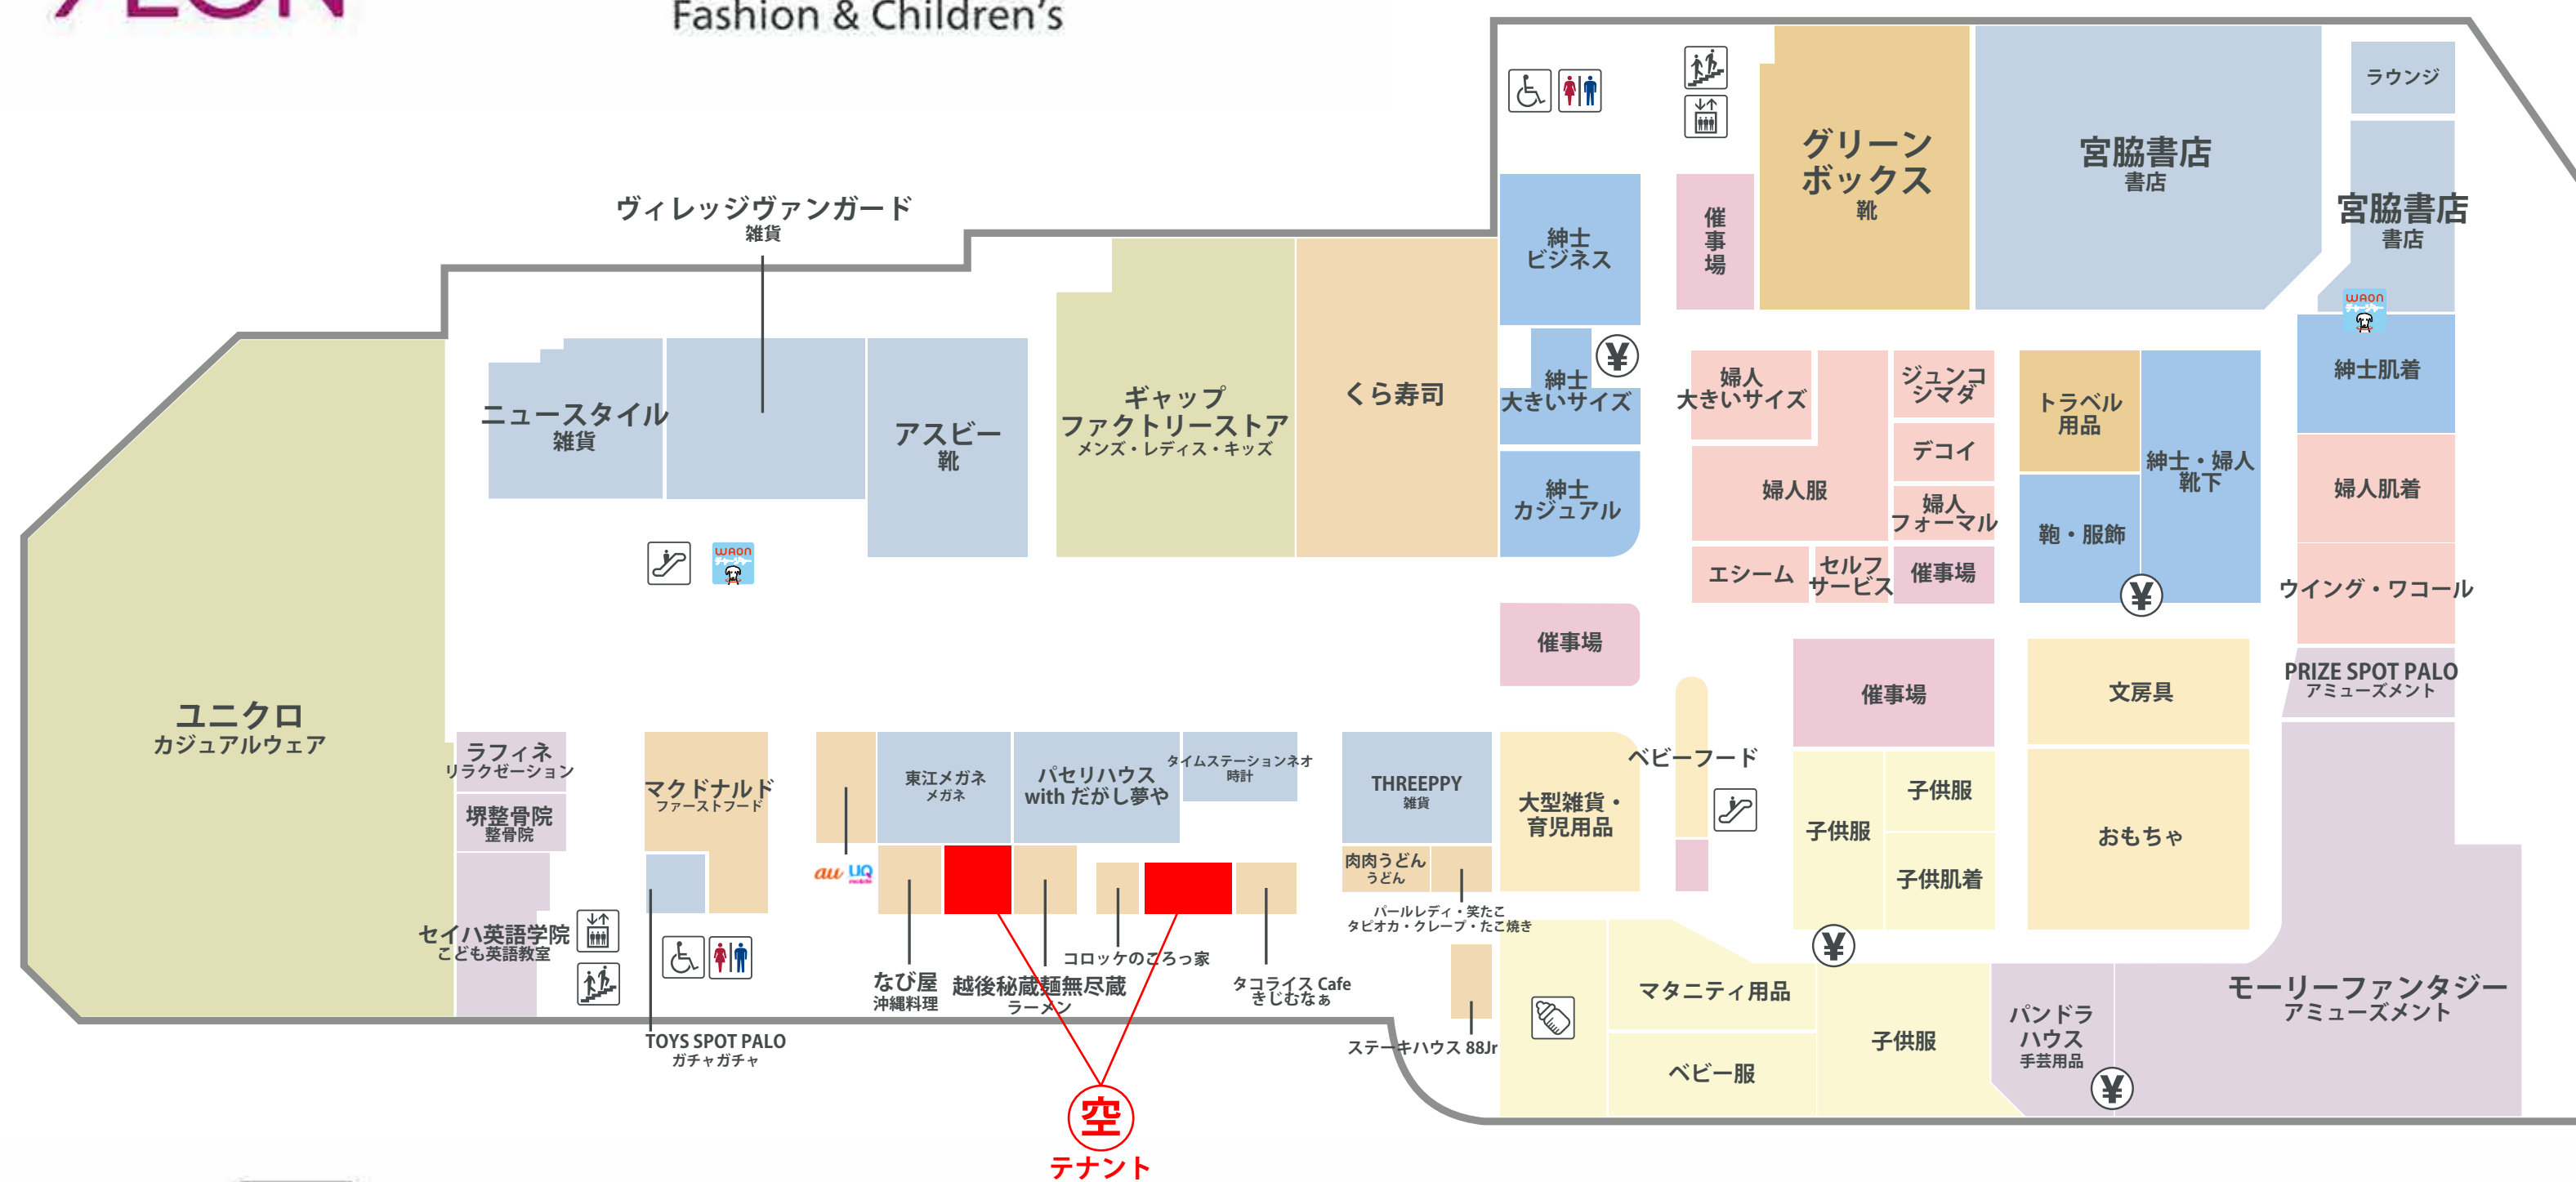 ÆON
Fashion & Children's
ラウンジ
グリーン
ボックス
靴
宮脇書店
書店
宮脇書店
書店
ヴィレッジヴァンガード
雑貨
催
事
場
紳士
ビジネス
WAON
チャージャー
紳士肌着
ニュースタイル
雑貨
アスビー
靴
ギャップ
ファクトリーストア
メンズ・レディス・キッズ
くら寿司
¥
紳士
大きいサイズ
婦人
大きいサイズ
ジュンコ
シマダ
トラベル
用品
デコイ
紳士・婦人
靴下
婦人肌着
紳士
カジュアル
婦人服
婦人
フォーマル
鞄・服飾
WAON
チャージャー
エシーム
セルフ
サービス
催事場
¥
ウイング・ワコール
催事場
催事場
文房具
PRIZE SPOT PALO
アミューズメント
ユニクロ
カジュアルウェア
ラフィネ
リラクゼーション
堺整骨院
整骨院
セイハ英語学院
こども英語教室
マクドナルド
ファーストフード
au UQ
mobile
東江メガネ
メガネ
パセリハウス
with だがし夢や
タイムステーションネオ
時計
THREEPPY
雑貨
大型雑貨・
育児用品
ベビーフード
子供服
子供服
子供肌着
おもちゃ
肉肉うどん
うどん
パールレディ・笑たこ
タピオカ・クレープ・たこ焼き
コロッケのころっ家
なび屋
沖縄料理
越後秘蔵麺無尽蔵
ラーメン
タコライス Cafe
きじむなぁ
ステーキハウス 88Jr
TOYS SPOT PALO
ガチャガチャ
¥
マタニティ用品
ベビー服
子供服
パンドラ
ハウス
手芸用品
¥
モーリーファンタジー
アミューズメント
空
テナント